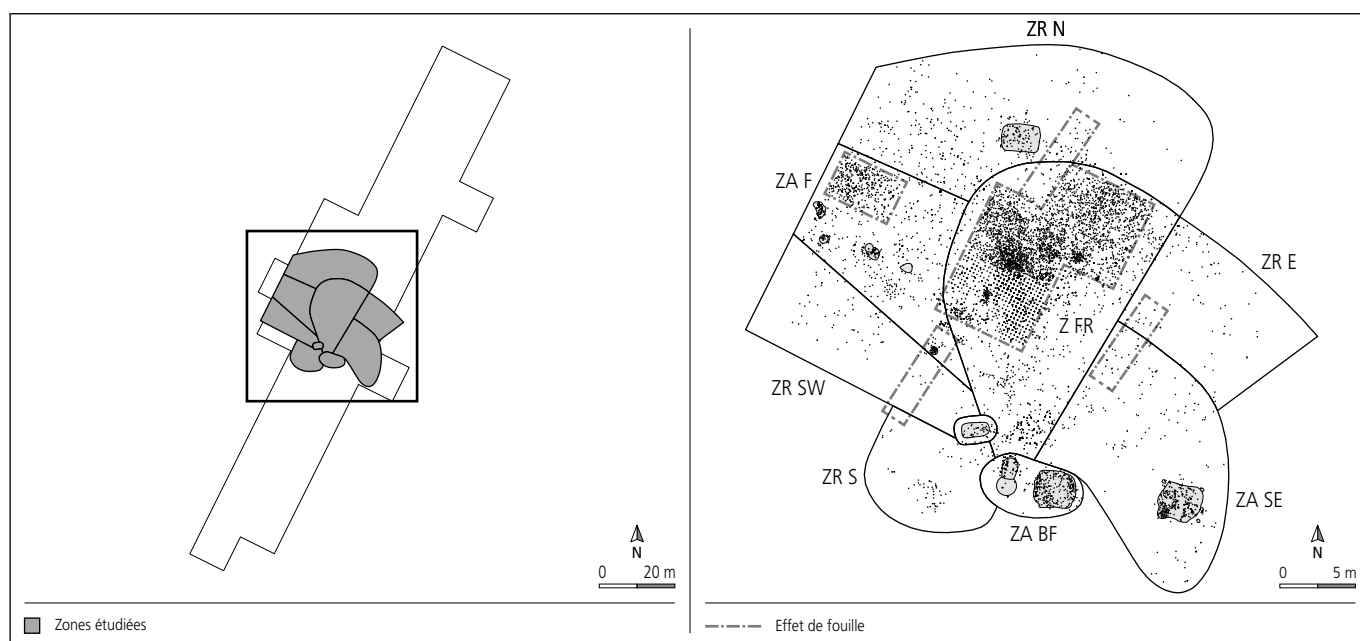 N
0 20 m
Zones étudiées
ZR N
ZA F
ZR E
Z FR
ZR SW
ZR S
ZA SE
ZA BF
N
0 5 m
Effet de fouille